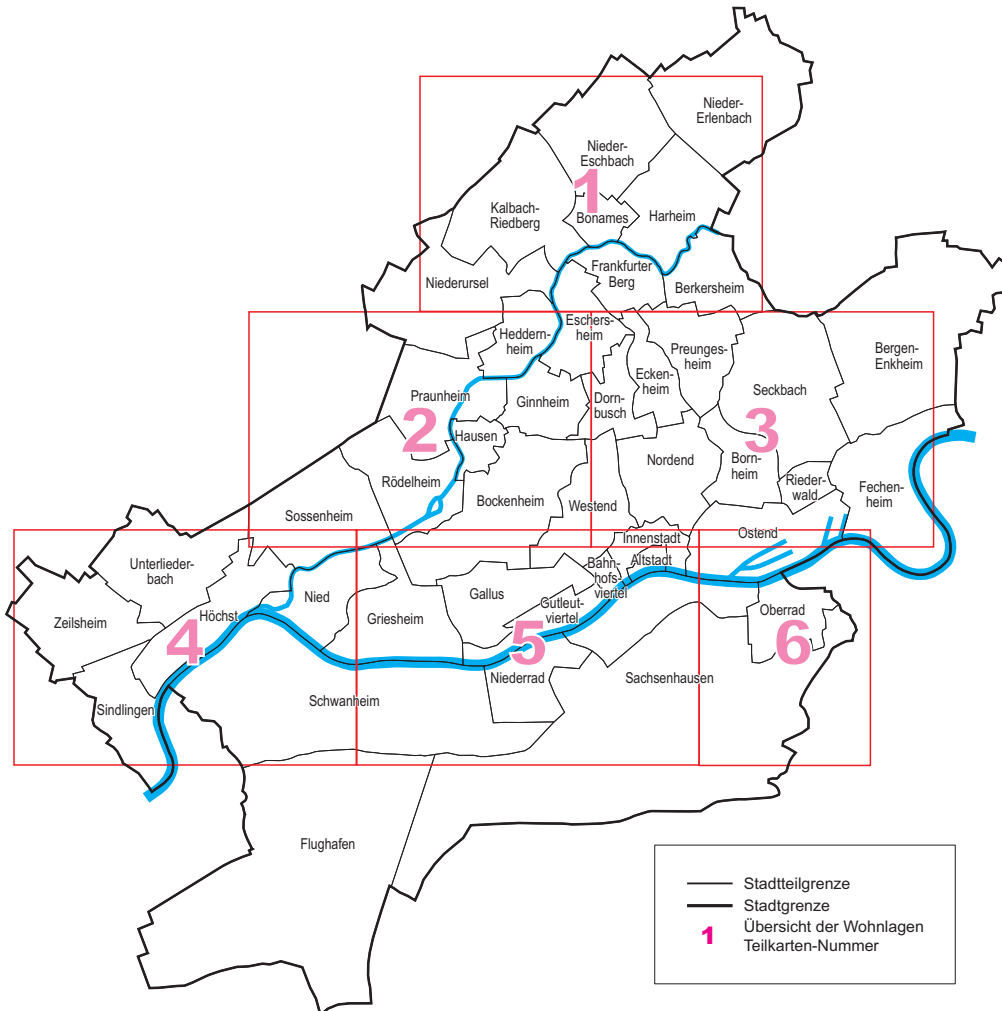 Nieder-
Erlenbach
Nieder-
Eschbach
1
Kalbach-
Riedberg
Bonames
Harheim
Frankfurter
Berg
Niederursel
Berkersheim
Heddern-
heim
Eschers-
heim
Preunges-
heim
Bergen-
Enkheim
Ecken-
heim
Seckbach
Praunheim
Ginnheim
Dorn-
busch
2
3
Hausen
Nordend
Born-
heim
Rödelheim
Bockenheim
Westend
Rieder-
wald
Fechen-
heim
Sossenheim
Ostend
Innenstadt
Altstadt
Unterlieder-
bach
Bahn-
hofs-
viertel
Nied
Gallus
Gutleut-
viertel
Zeilsheim
Höchst
Griesheim
Oberrad
4
5
6
Niederrad
Sachsenhausen
Sindlingen
Schwanheim
Flughafen
Stadtteilgrenze
Stadtgrenze
1
Übersicht der Wohnlagen
Teilkarten-Nummer